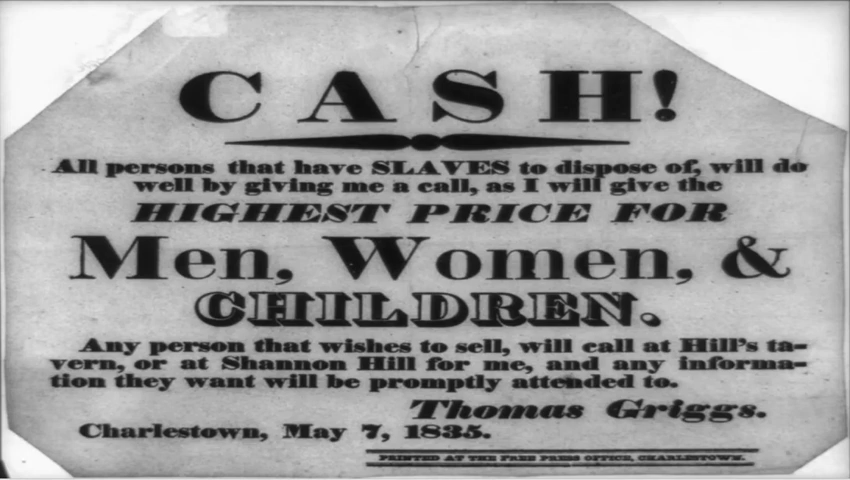 CASH!
All persons that have SLAVES to dispose of, will do
well by giving me a call, as I will give the
HIGHEST PRICE FOR
Men, Women, &
CHILDREN.
Any person that wishes to sell, will call at Hill's ta-
vern, or at Shannon Hill for me, and any informa-
tion they want will be promptly attended to.
Thomas Griggs.
Charlestown, May 7, 1835.
PRINTED AT THE FREE PRESS OFFICE, CHARLESTOWN.